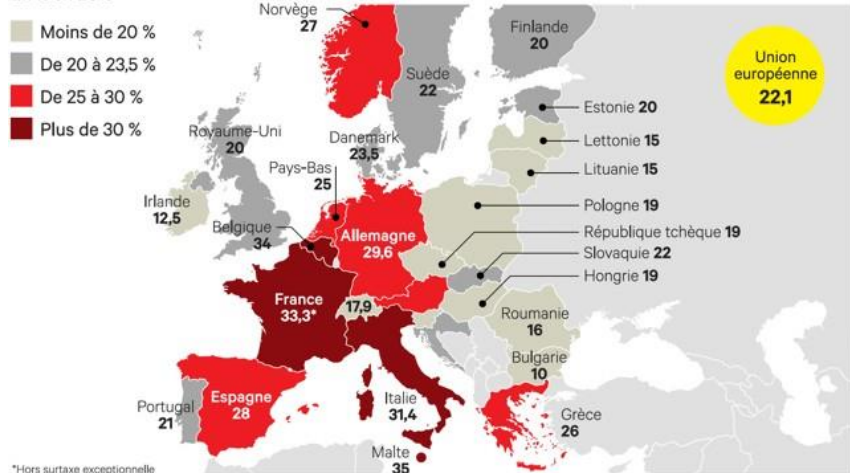 Moins de 20 %
De 20 à 23,5 %
De 25 à 30 %
Plus de 30 %
Norvège
27
Finlande
20
Suède
22
Union
européenne
22,1
Estonie 20
Lettonie 15
Lituanie 15
Royaume-Uni
20
Danemark
23,5
Pays-Bas
25
Irlande
12,5
Belgique
34
Allemagne
29,6
Pologne 19
République tchèque 19
Slovaquie 22
Hongrie 19
France
33,3*
17,9
Roumanie
16
Bulgarie
10
Portugal
21
Espagne
28
Italie
31,4
Grèce
26
Malte
35
*Hors surtaxe exceptionnelle